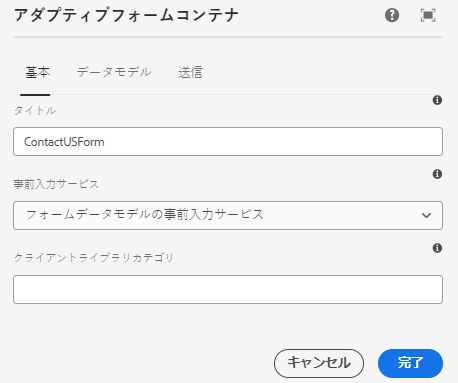 アダプティブフォームコンテナ
基本 データモデル 送信
タイトル
ContactUSForm
事前入力サービス
フォームデータモデルの事前入力サービス
クライアントライブラリカテゴリ
キャンセル 完了